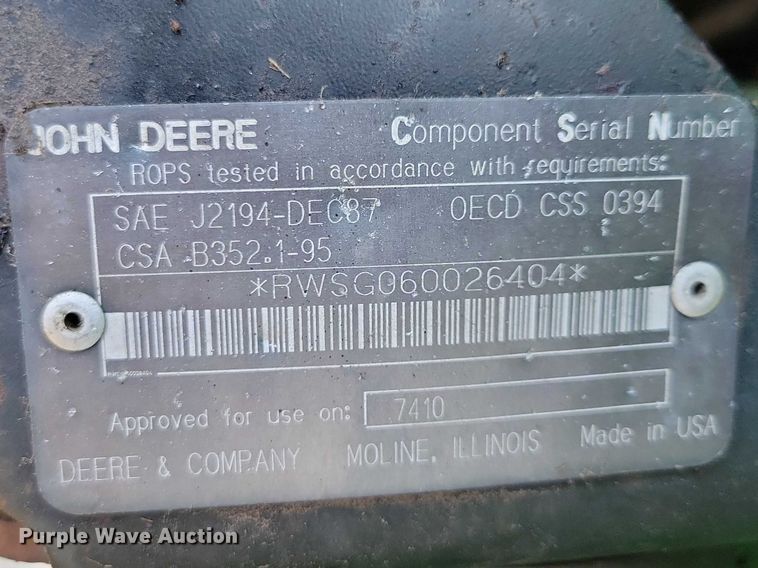 JOHN DEERE Component Serial Number
ROPS tested in accordance with requirements:
SAE J2194-DEC87 OECD CSS 0394
CSA B352.1-95
*RWSG060026404*
Approved for use on: 7410
DEERE & COMPANY MOLINE, ILLINOIS Made in USA
Purple Wave Auction